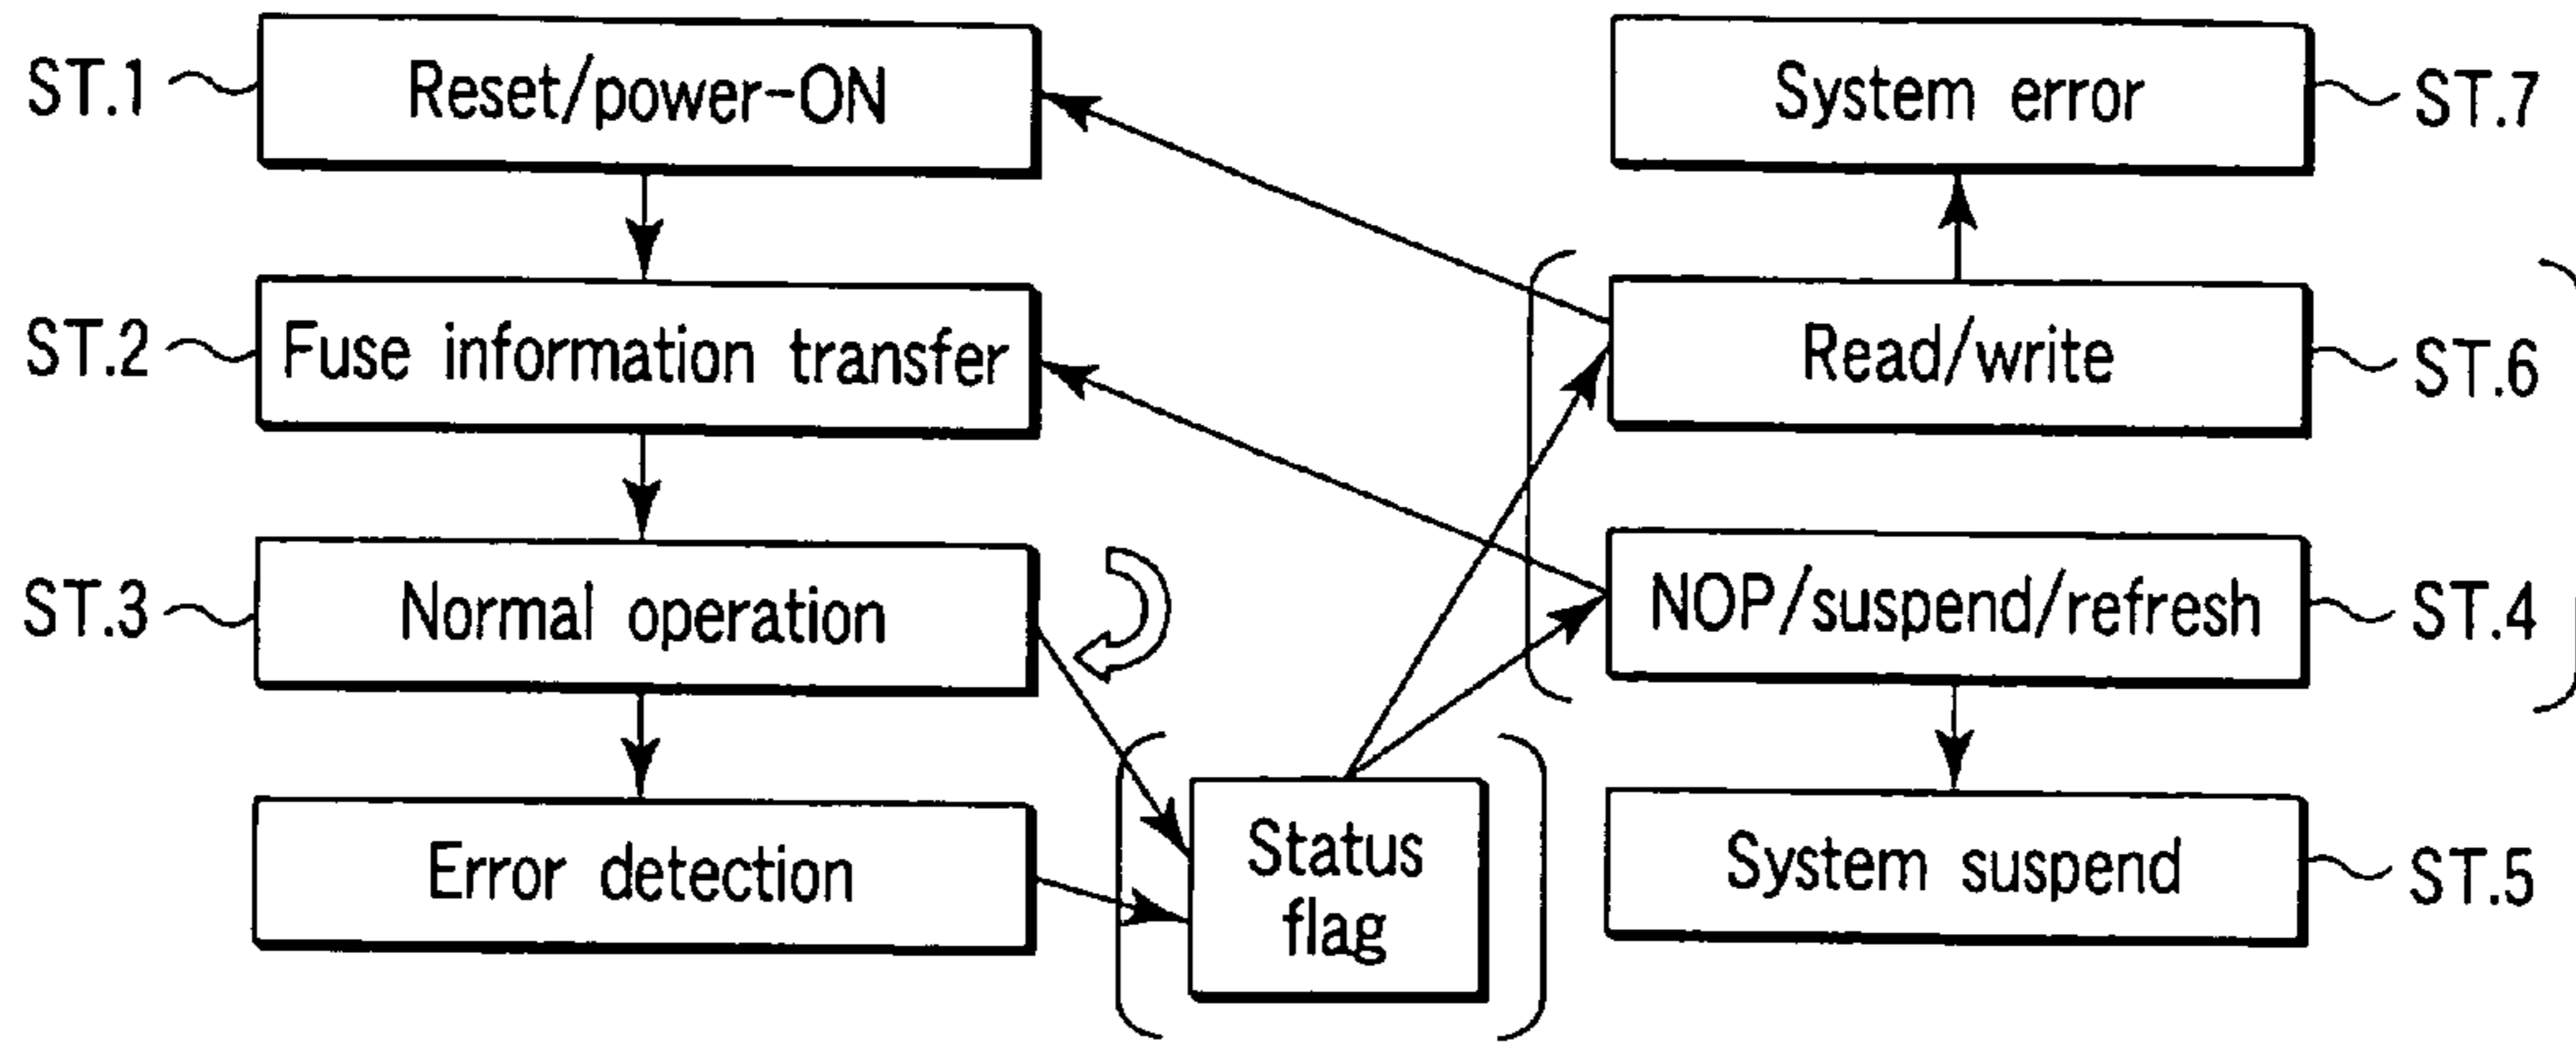 ST.1
Reset/power-ON
System error
ST.7
ST.2
Fuse information transfer
Read/write
ST.6
ST.3
Normal operation
NOP/suspend/refresh
ST.4
Error detection
Status
flag
System suspend
ST.5